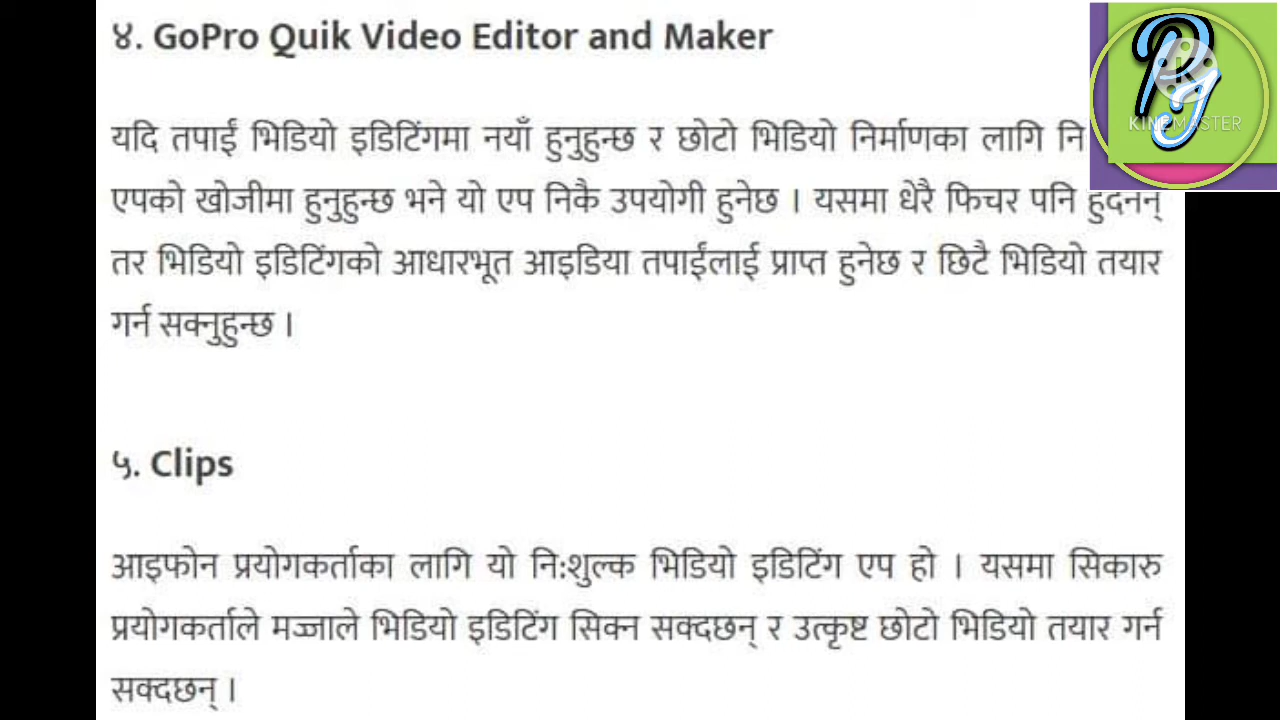 ४. GoPro Quik Video Editor and Maker
यदि तपाईं भिडियो इडिटिंगमा नयाँ हुनुहुन्छ र छोटो भिडियो निर्माणका लागि
एपको खोजीमा हुनुहुन्छ भने यो एप निकै उपयोगी हुनेछ । यसमा धेरै फिचर पनि हुँदैनन्
तर भिडियो इडिटिंगको आधारभूत आइडिया तपाईंलाई प्राप्त हुनेछ र छिटै भिडियो तयार
गर्न सक्नुहुन्छ ।
५. Clips
आइफोन प्रयोगकर्ताका लागि यो नि:शुल्क भिडियो इडिटिंग एप हो । यसमा सिकारु
प्रयोगकर्ताले मज्जाले भिडियो इडिटिंग सिक्न सक्दछन् र उत्कृष्ट छोटो भिडियो तयार गर्न
सक्दछन् ।
KINEMASTER